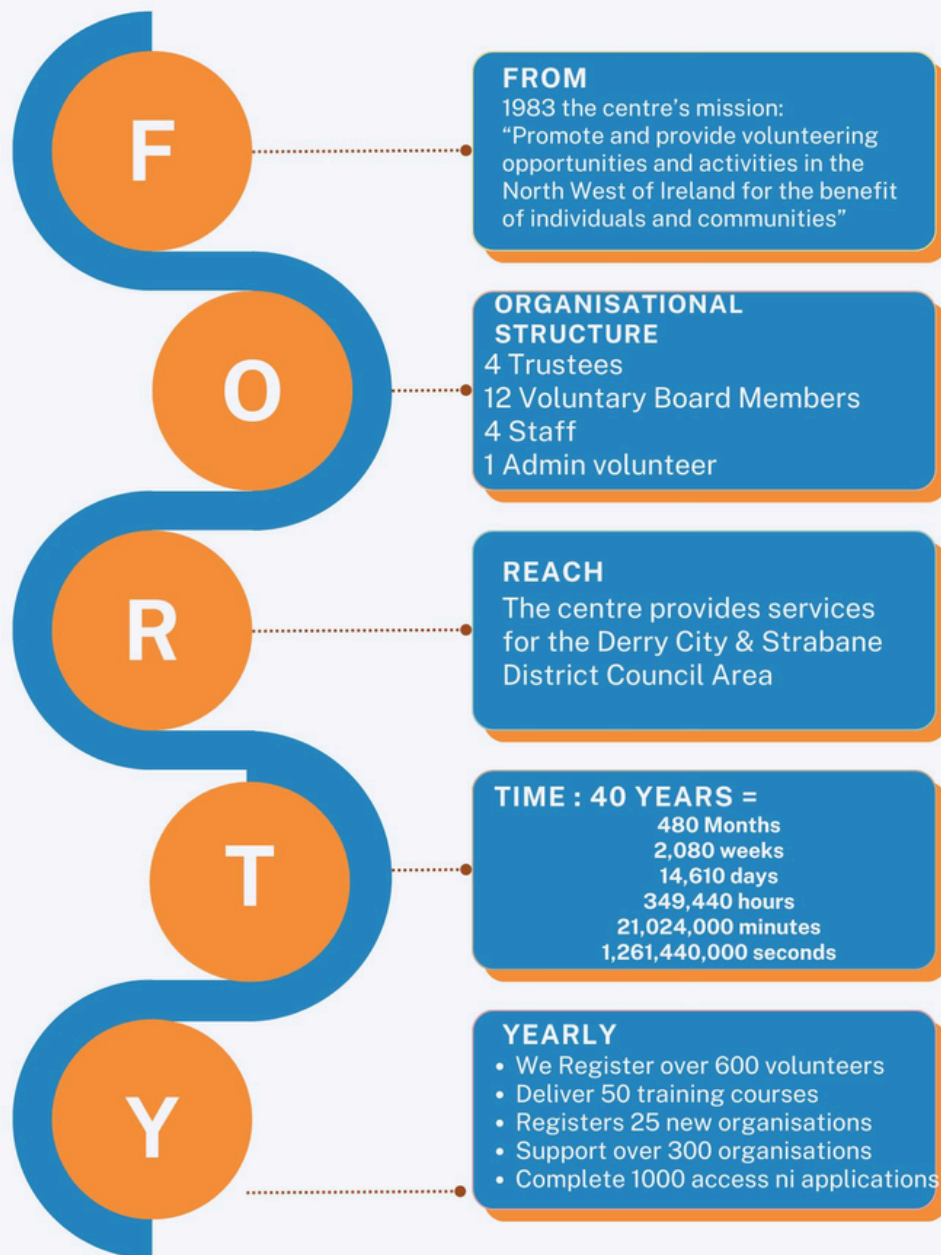 F
FROM
1983 the centre's mission:
“Promote and provide volunteering
opportunities and activities in the
North West of Ireland for the benefit
of individuals and communities”
O
ORGANISATIONAL
STRUCTURE
4 Trustees
12 Voluntary Board Members
4 Staff
1 Admin volunteer
R
REACH
The centre provides services
for the Derry City & Strabane
District Council Area
T
TIME : 40 YEARS =
480 Months
2,080 weeks
14,610 days
349,440 hours
21,024,000 minutes
1,261,440,000 seconds
Y
YEARLY
• We Register over 600 volunteers
• Deliver 50 training courses
• Registers 25 new organisations
• Support over 300 organisations
• Complete 1000 access ni applications